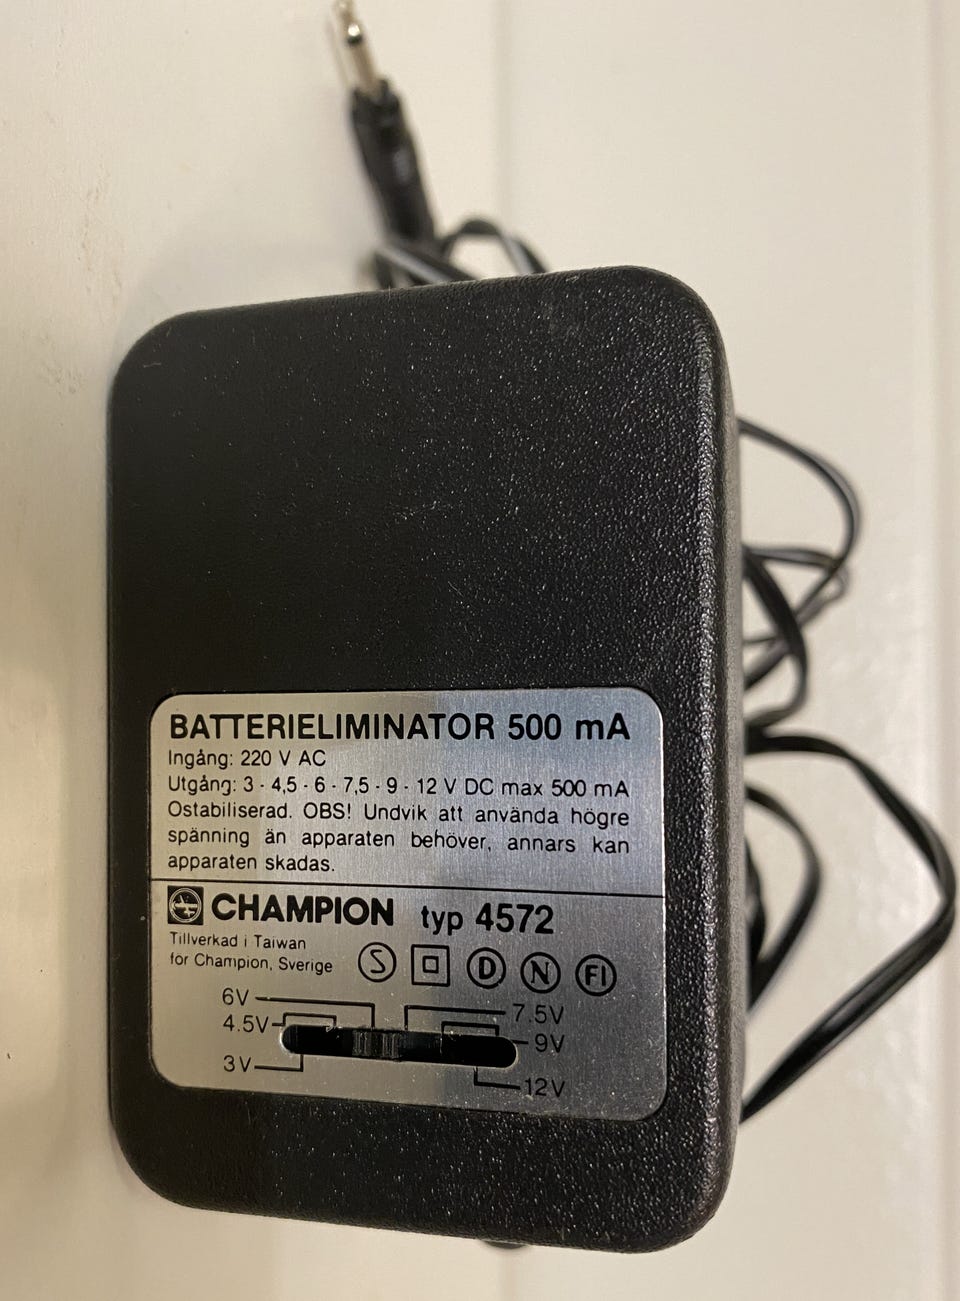 BATTERIELIMINATOR 500 mA
Ingång: 220 V AC
Utgång: 3 - 4,5 - 6 - 7,5 - 9 - 12 V DC max 500 mA
Ostabiliserad. OBS! Undvik att använda högre
spänning än apparaten behöver, annars kan
apparaten skadas.
CHAMPION typ 4572
Tillverkad i Taiwan
for Champion, Sverige
S D N FI
6V
7.5V
4.5V
9V
3V
12V